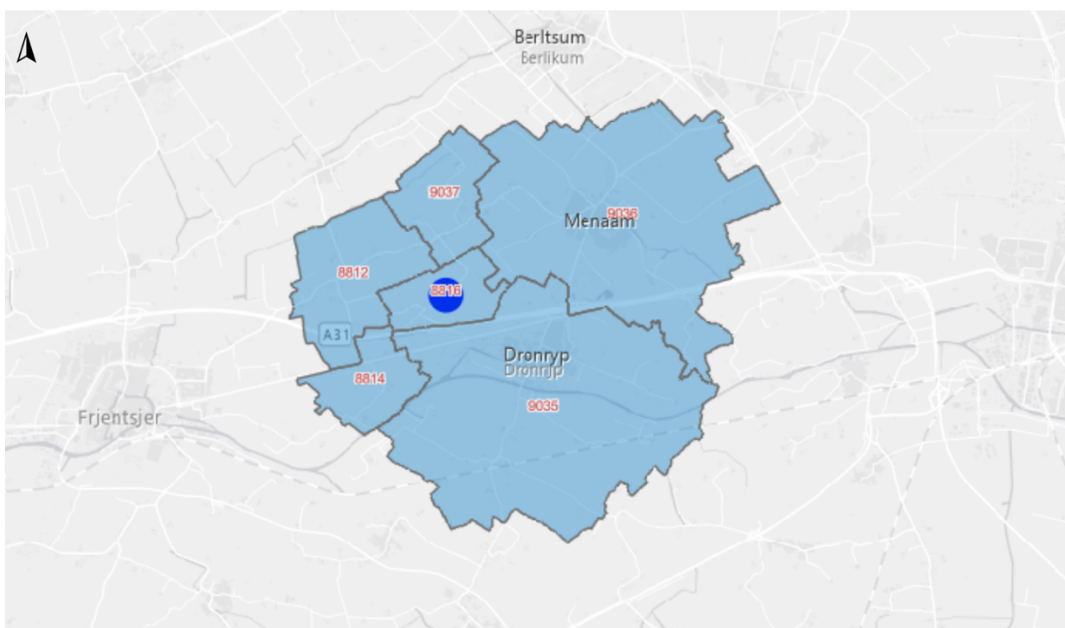 Berltsum
Berlikum
9037
9036
Menaam
8812
8816
A31
Dronryp
Dronrijp
8814
9035
Frjentsjer